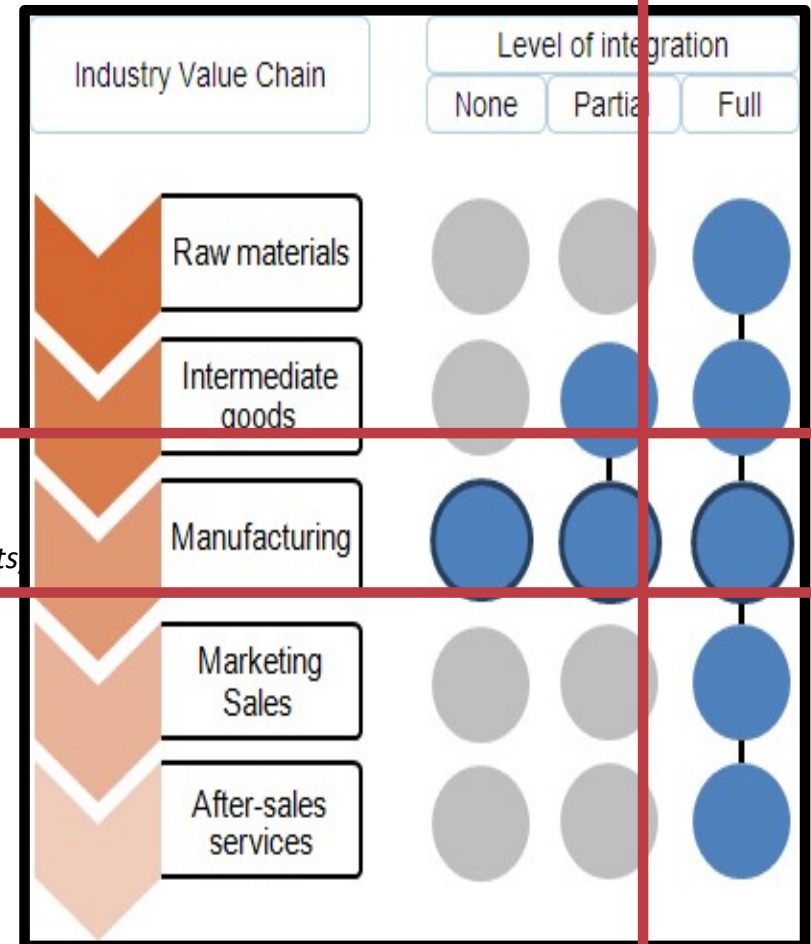 Industry Value Chain
Level of integration
None
Partial
Full
Raw materials
Intermediate
goods
Manufacturing
ts,
Marketing
Sales
After-sales
services